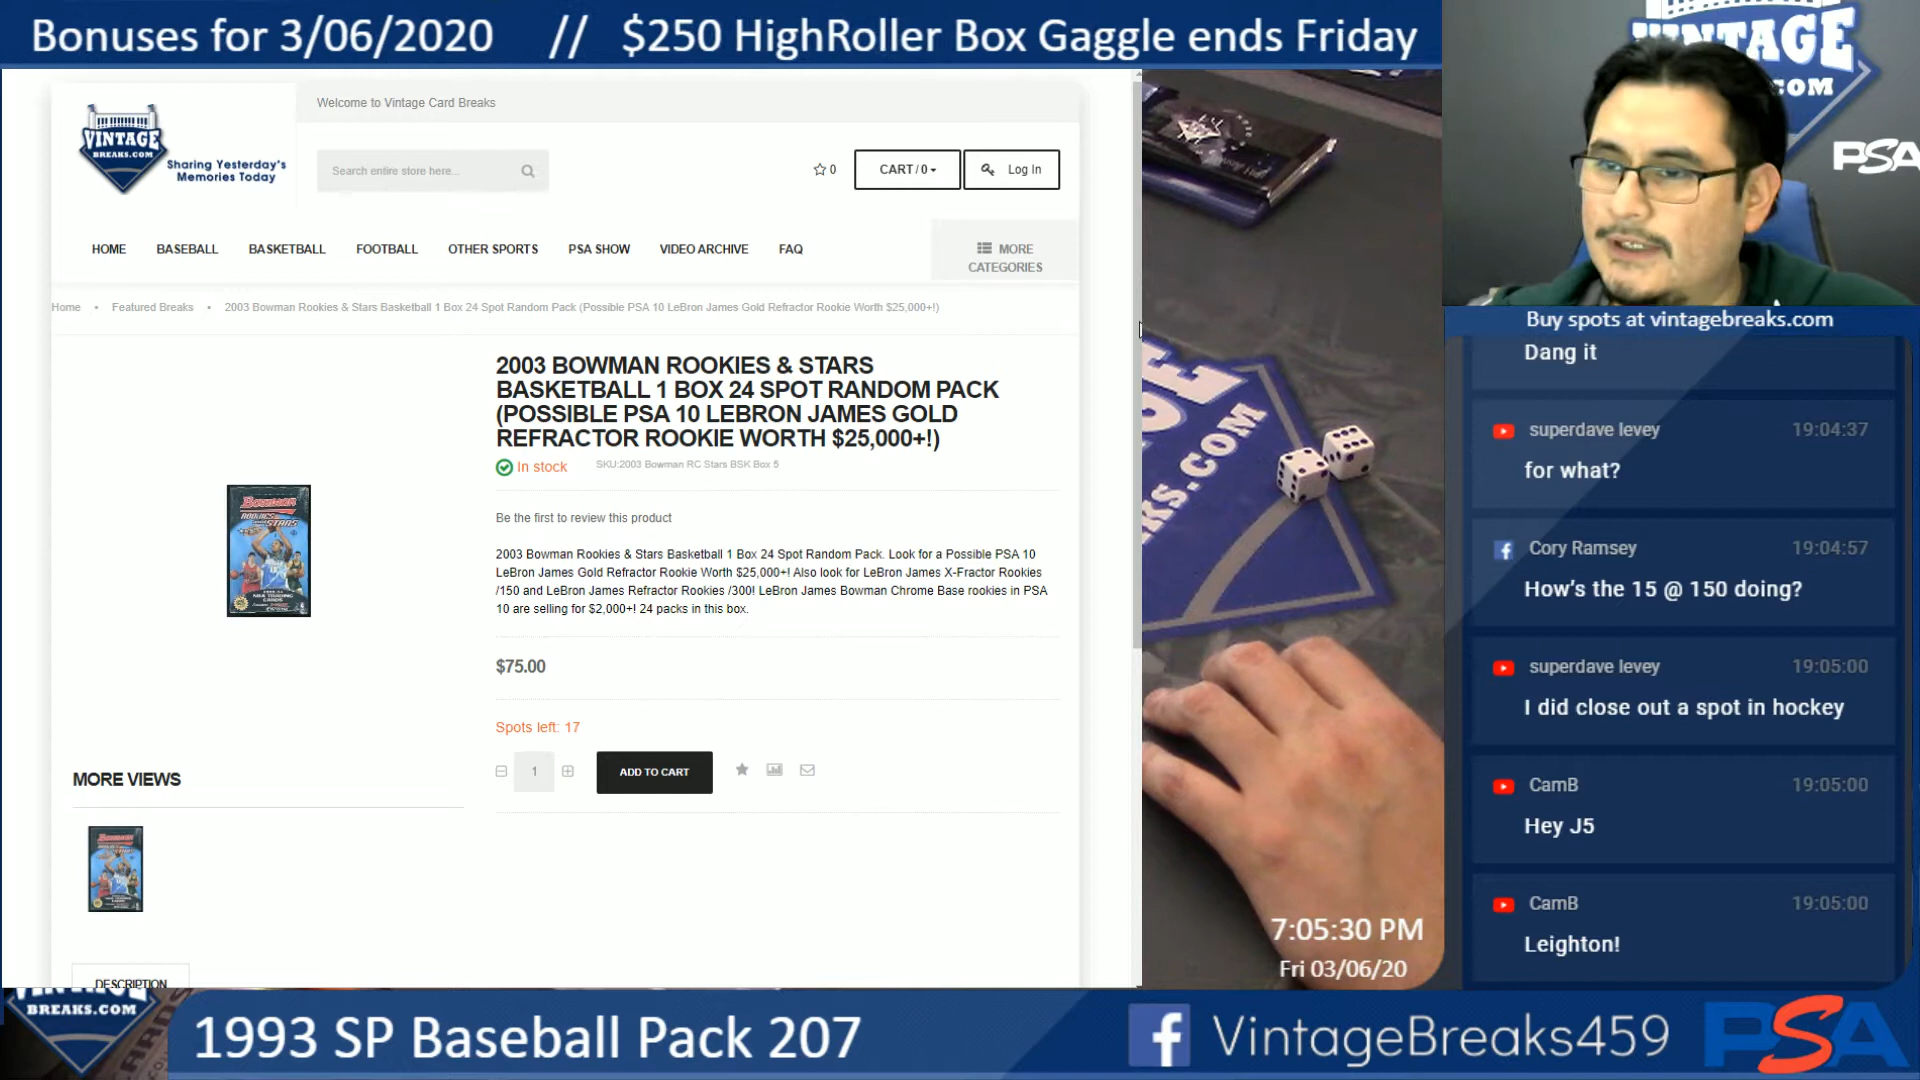 Bonuses for 3/06/2020 // $250 HighRoller Box Gaggle ends Friday
VINTAGE
.COM
PSA
VINTAGE
BREAKS.COM
Sharing Yesterday's
Memories Today
Welcome to Vintage Card Breaks
Search entire store here...
0
CART / 0
Log In
HOME BASEBALL BASKETBALL FOOTBALL OTHER SPORTS PSA SHOW VIDEO ARCHIVE FAQ
MORE
CATEGORIES
Home • Featured Breaks • 2003 Bowman Rookies & Stars Basketball 1 Box 24 Spot Random Pack (Possible PSA 10 LeBron James Gold Refractor Rookie Worth $25,000+!)
2003 BOWMAN ROOKIES & STARS
BASKETBALL 1 BOX 24 SPOT RANDOM PACK
(POSSIBLE PSA 10 LEBRON JAMES GOLD
REFRACTOR ROOKIE WORTH $25,000+!)
In stock
SKU:2003 Bowman RC Stars BSK Box 5
Be the first to review this product
2003 Bowman Rookies & Stars Basketball 1 Box 24 Spot Random Pack. Look for a Possible PSA 10
LeBron James Gold Refractor Rookie Worth $25,000+! Also look for LeBron James X-Fractor Rookies
/150 and LeBron James Refractor Rookies /300! LeBron James Bowman Chrome Base rookies in PSA
10 are selling for $2,000+! 24 packs in this box.
$75.00
Spots left: 17
1
ADD TO CART
MORE VIEWS
DESCRIPTION
Bowman
KS.COM
7:05:30 PM
Fri 03/06/20
Buy spots at vintagebreaks.com
Dang it
superdave levey 19:04:37
for what?
Cory Ramsey 19:04:57
How's the 15 @ 150 doing?
superdave levey 19:05:00
I did close out a spot in hockey
CamB 19:05:00
Hey J5
CamB 19:05:00
Leighton!
BREAKS.COM
1993 SP Baseball Pack 207
VintageBreaks459
PSA